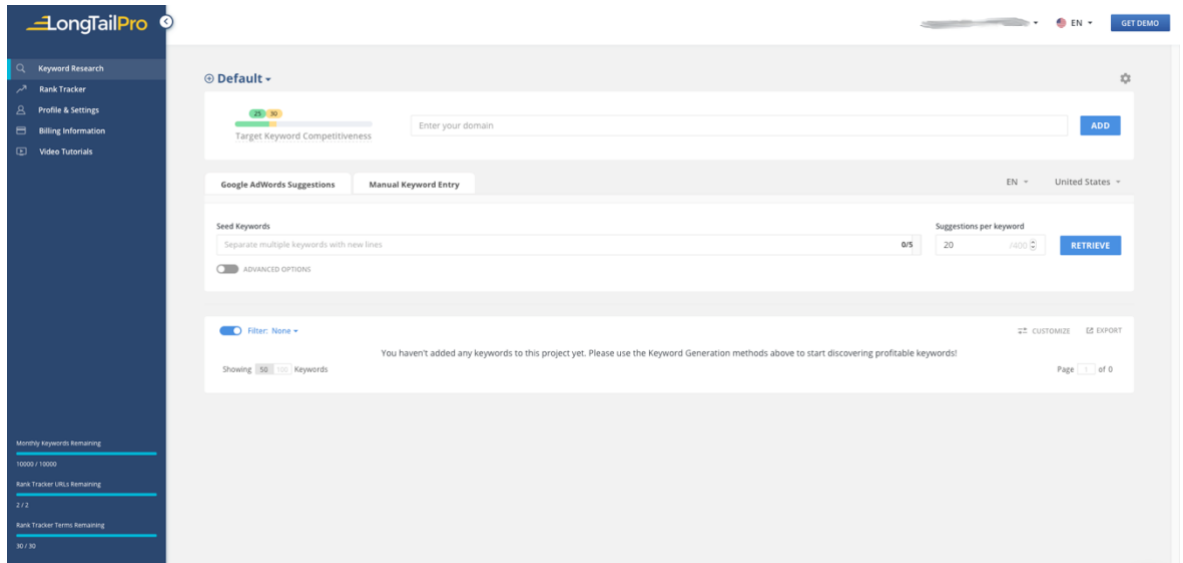 LongTailPro
EN
GET DEMO
Keyword Research
Rank Tracker
Profile & Settings
Billing Information
Video Tutorials
Default
25 30
Target Keyword Competitiveness
Enter your domain
ADD
Google AdWords Suggestions
Manual Keyword Entry
EN
United States
Seed Keywords
Separate multiple keywords with new lines
0/5
Suggestions per keyword
20 /400
RETRIEVE
ADVANCED OPTIONS
Filter: None
CUSTOMIZE
EXPORT
You haven't added any keywords to this project yet. Please use the Keyword Generation methods above to start discovering profitable keywords!
Showing 50 100 Keywords
Page 1 of 0
Monthly Keywords Remaining
10000 / 10000
Rank Tracker URLs Remaining
2 / 2
Rank Tracker Terms Remaining
30 / 30